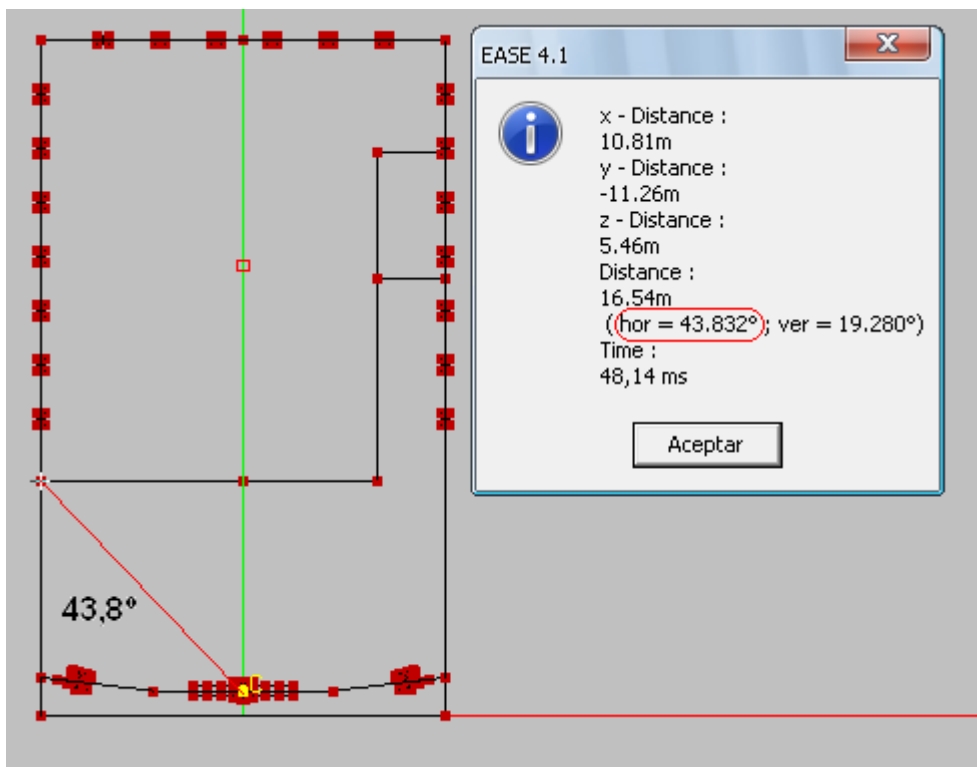 EASE 4.1
x - Distance :
10.81m
y - Distance :
-11.26m
z - Distance :
5.46m
Distance :
16.54m
(hor = 43.832°; ver = 19.280°)
Time :
48,14 ms
Aceptar
43,8°